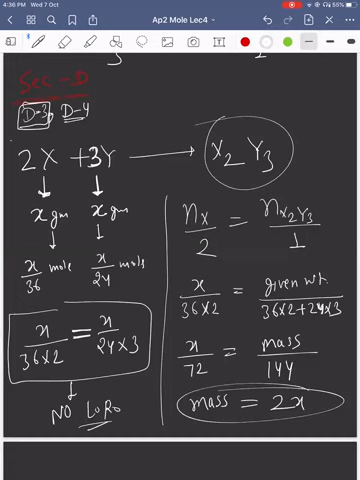 4:36 PM Wed 7 Oct
Ap2 Mole Lec4
Sec-D
D-3, D-4
2X + 3Y → X2Y3
x gm x gm
x/36 mole x/24 mole
x/36×2 = x/24×3
NO LoRo
nX/2 = nX2Y3/1
x/36×2 = given wt./36×2+24×3
x/72 = mass/144
mass = 2x